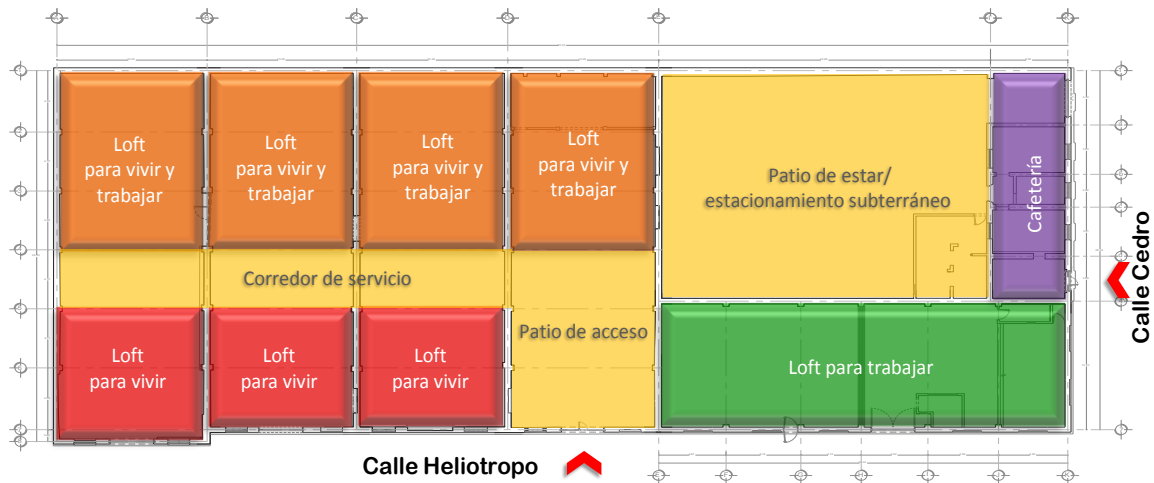 Loft
para vivir y
trabajar
Loft
para vivir y
trabajar
Loft
para vivir y
trabajar
Loft
para vivir y
trabajar
Patio de estar/
estacionamiento subterráneo
Cafetería
Corredor de servicio
Patio de acceso
Loft
para vivir
Loft
para vivir
Loft
para vivir
Loft para trabajar
Calle Cedro
Calle Heliotropo